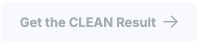 Get the CLEAN Result →